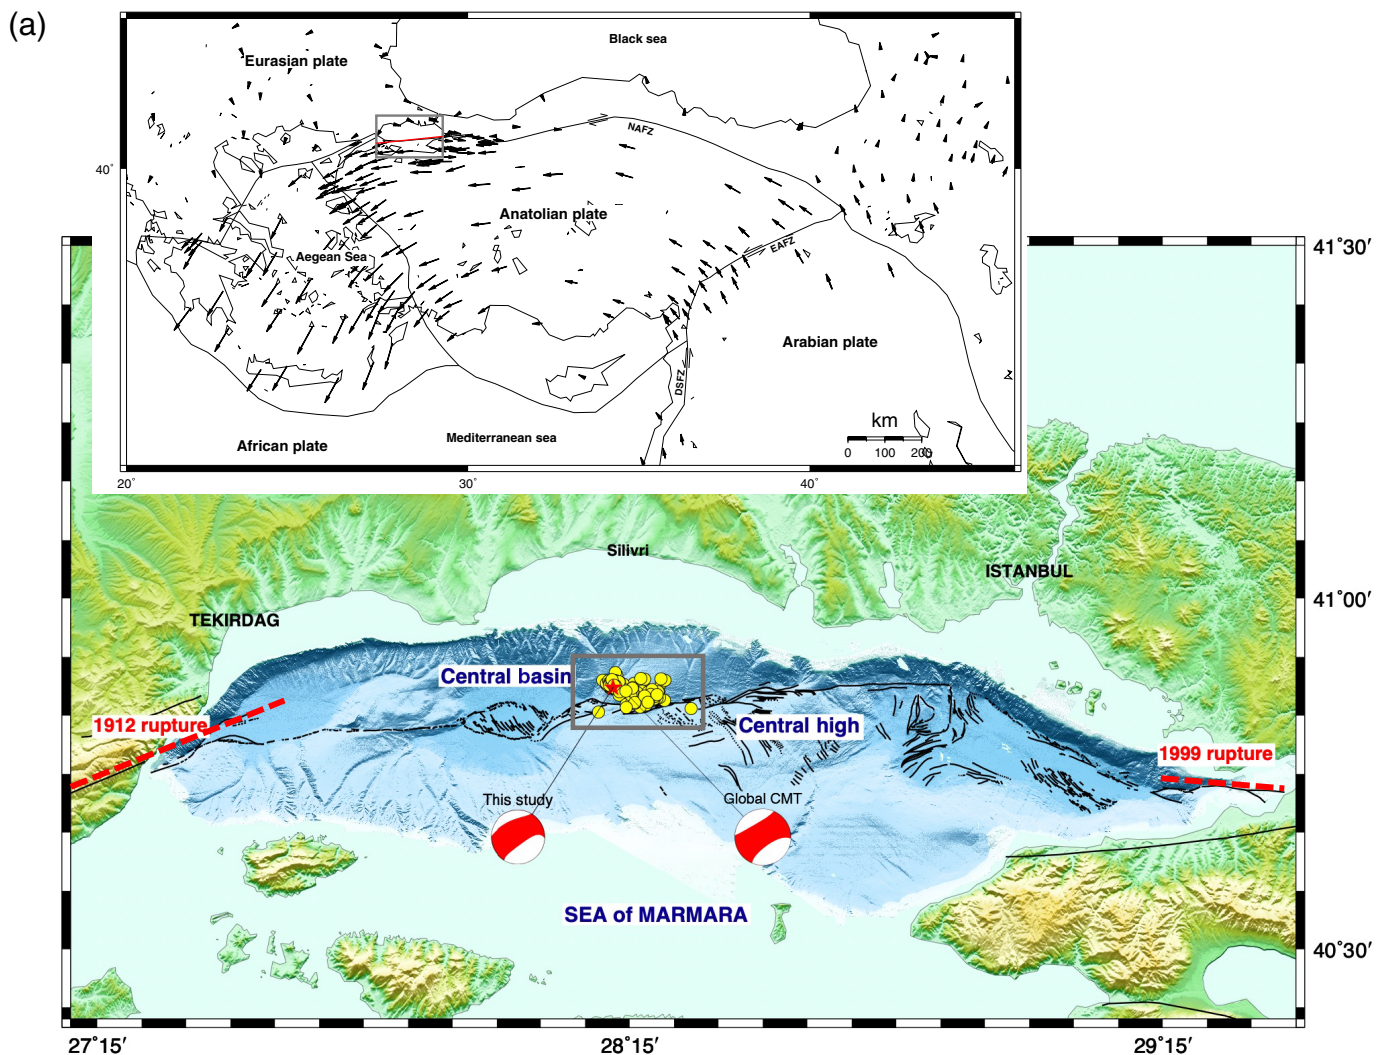 (a)
Black sea
Eurasian plate
NAFZ
40˚
Anatolian plate
EAFZ
Aegean Sea
41˚30′
Arabian plate
DSFZ
km
Mediterranean sea
African plate
0 100 200
20˚ 30˚ 40˚
Silivri
ISTANBUL
41˚00′
TEKIRDAG
Central basin
1912 rupture
Central high
1999 rupture
This study
Global CMT
SEA of MARMARA
40˚30′
27˚15′ 28˚15′ 29˚15′